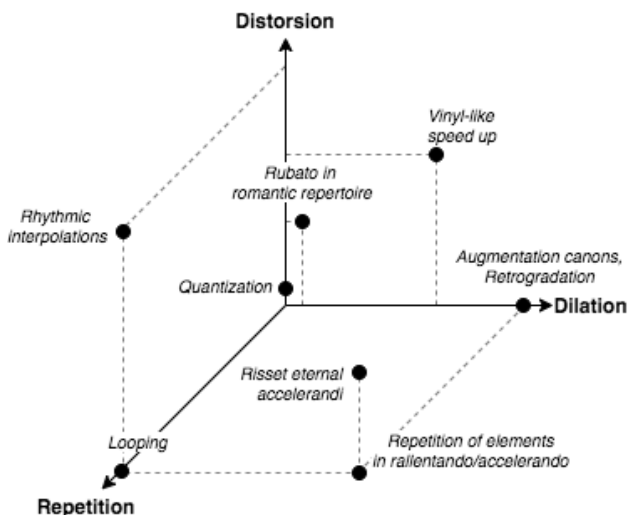 Distorsion
Vinyl-like
speed up
Rubato in
romantic repertoire
Rhythmic
interpolations
Augmentation canons,
Retrogradation
Quantization
Dilation
Risset eternal
accelerandi
Looping
Repetition of elements
in rallentando/accelerando
Repetition